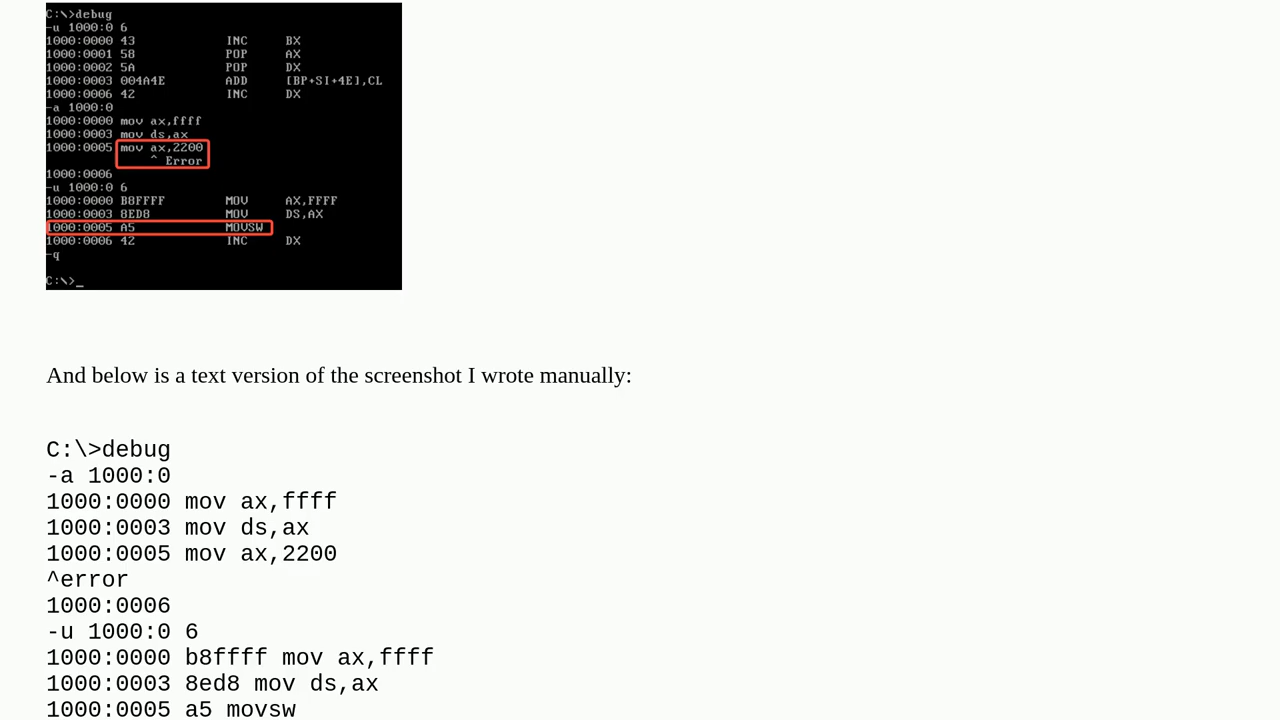 C:\>debug
-u 1000:0 6
1000:0000 43 INC BX
1000:0001 58 POP AX
1000:0002 5A POP DX
1000:0003 004A4E ADD [BP+SI+4E],CL
1000:0006 42 INC DX
-a 1000:0
1000:0000 mov ax,ffff
1000:0003 mov ds,ax
1000:0005 mov ax,2200
^ Error
1000:0006
-u 1000:0 6
1000:0000 B8FFFF MOV AX,FFFF
1000:0003 8ED8 MOV DS,AX
1000:0005 A5 MOVSW
1000:0006 42 INC DX
-q
C:\>_
And below is a text version of the screenshot I wrote manually:
C:\>debug
-a 1000:0
1000:0000 mov ax,ffff
1000:0003 mov ds,ax
1000:0005 mov ax,2200
^error
1000:0006
-u 1000:0 6
1000:0000 b8ffff mov ax,ffff
1000:0003 8ed8 mov ds,ax
1000:0005 a5 movsw